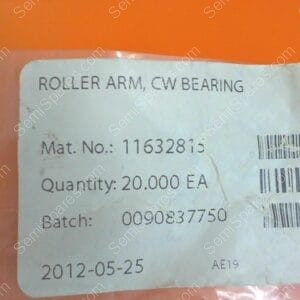 ROLLER ARM, CW BEARING
Mat. No.: 11632815
Quantity: 20.000 EA
Batch: 0090837750
2012-05-25 AE19